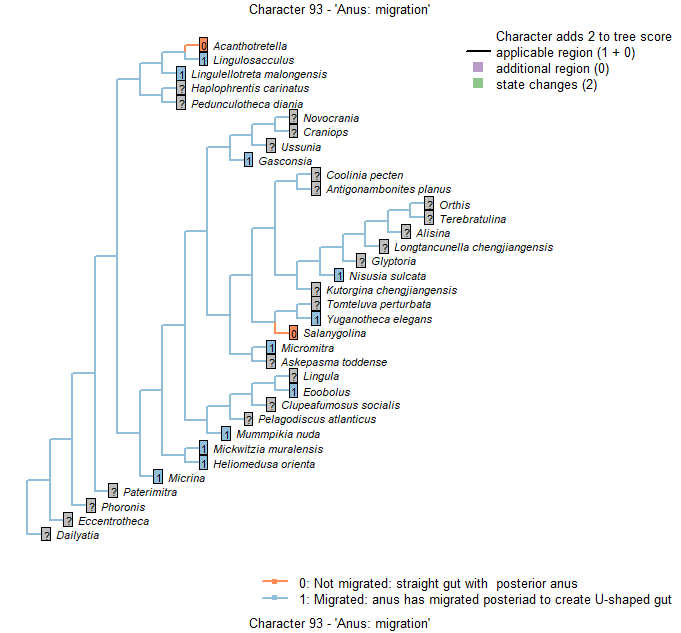 Character 93 - 'Anus: migration'
Character adds 2 to tree score
applicable region (1 + 0)
additional region (0)
state changes (2)
0 Acanthotretella
1 Lingulosacculus
1 Lingulellotreta malongensis
? Haplophrentis carinatus
? Pedunculotheca diania
? Novocrania
? Craniops
? Ussunia
1 Gasconsia
? Coolinia pecten
? Antigonambonites planus
? Orthis
? Terebratulina
? Alisina
? Longtancunella chengjiangensis
? Glyptoria
1 Nisusia sulcata
? Kutorgina chengjiangensis
? Tomteluva perturbata
1 Yuganotheca elegans
0 Salanygolina
1 Micromitra
? Askepasma toddense
? Lingula
1 Eoobolus
? Clupeafumosus socialis
? Pelagodiscus atlanticus
1 Mummpikia nuda
1 Mickwitzia muralensis
1 Heliomedusa orienta
1 Micrina
? Paterimitra
? Phoronis
? Eccentrotheca
? Dailyatia
0: Not migrated: straight gut with posterior anus
1: Migrated: anus has migrated posteriad to create U-shaped gut
Character 93 - 'Anus: migration'